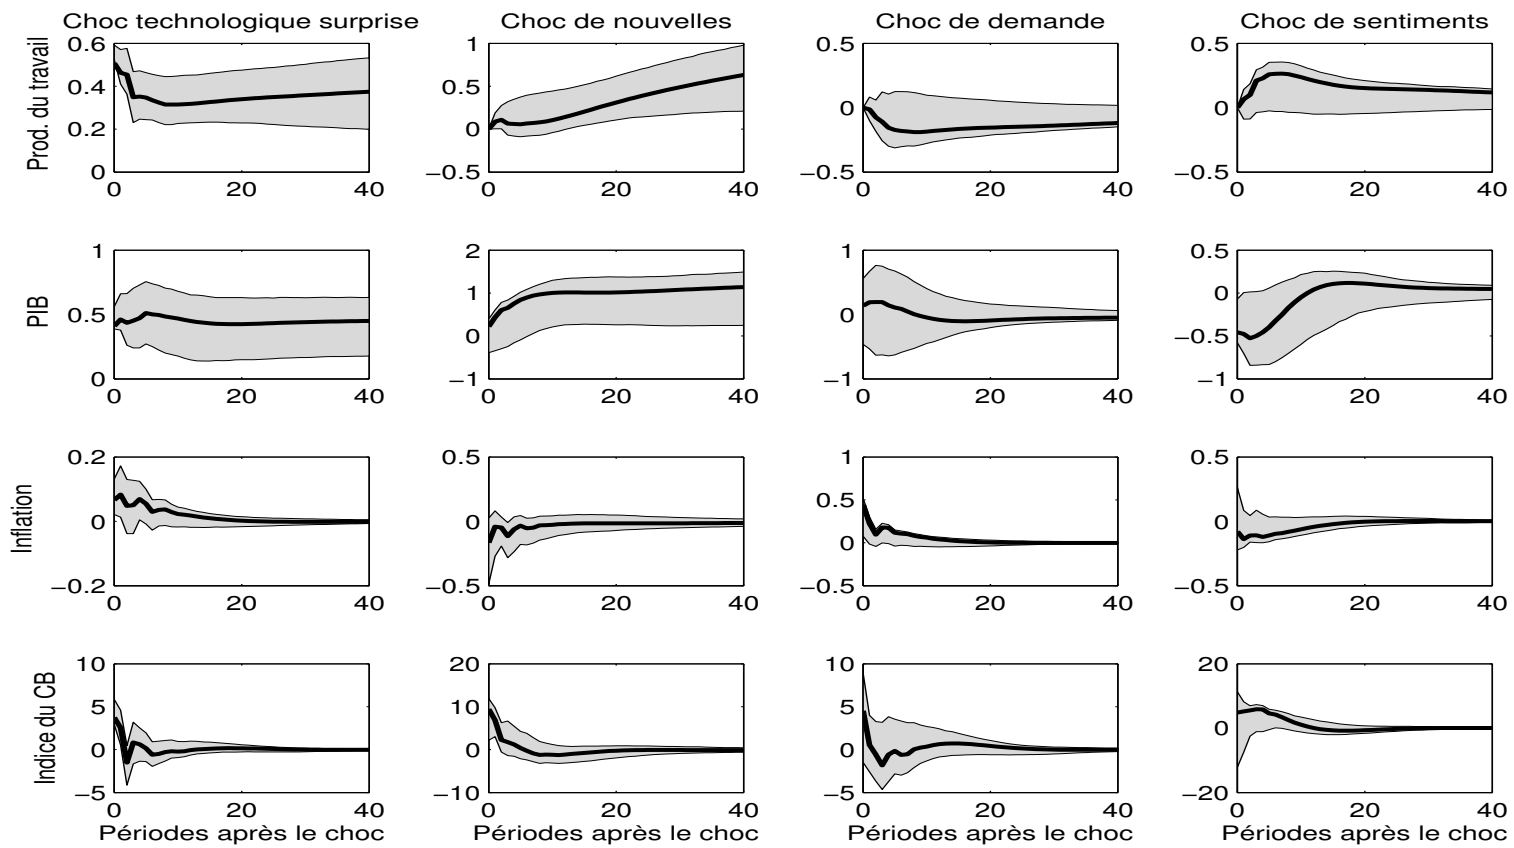 Choc technologique surprise Choc de nouvelles Choc de demande Choc de sentiments
Prod. du travail
0.6 0.4 0.2 0
0 20 40
1 0.5 0 −0.5
0 20 40
0.5 0 −0.5
0 20 40
0.5 0 −0.5
0 20 40
PIB
1 0.5 0
0 20 40
2 1 0 −1
0 20 40
1 0 −1
0 20 40
0.5 0 −0.5 −1
0 20 40
Inflation
0.2 0 −0.2
0 20 40
0.5 0 −0.5
0 20 40
1 0.5 0 −0.5
0 20 40
0.5 0 −0.5
0 20 40
Indice du CB
10 5 0 −5
0 20 40
20 10 0 −10
0 20 40
10 5 0 −5
0 20 40
20 0 −20
0 20 40
Périodes après le choc Périodes après le choc Périodes après le choc Périodes après le choc